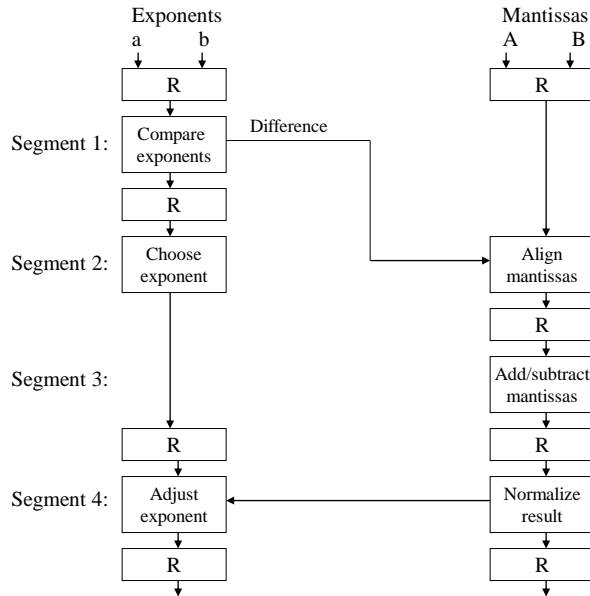 Exponents
Mantissas
a
b
A
B
R
R
Segment 1:
Compare
exponents
Difference
R
Segment 2:
Choose
exponent
Align
mantissas
R
Segment 3:
Add/subtract
mantissas
R
R
Segment 4:
Adjust
exponent
Normalize
result
R
R